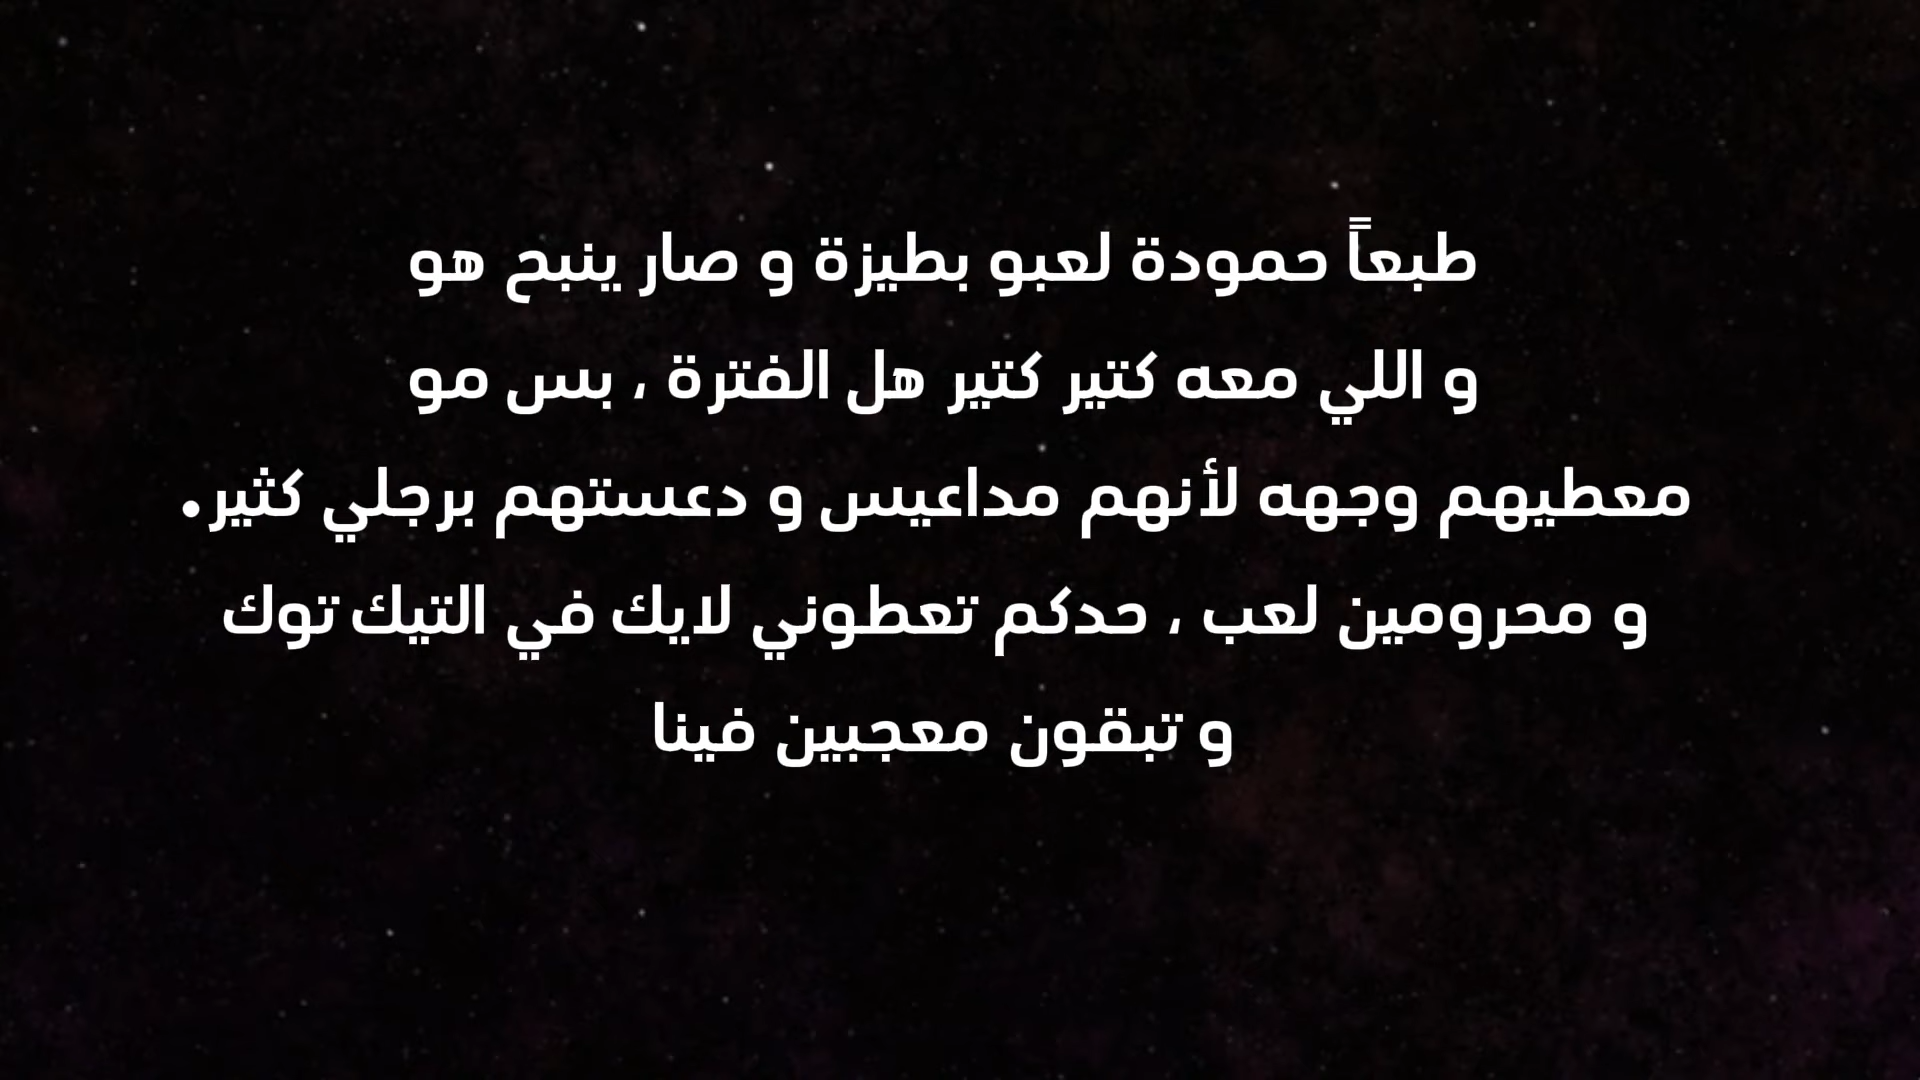 طبعاً حمودة لعبو بطيزة و صار ينبح هو
و اللي معه كتير كتير هل الفترة ، بس مو
معطيهم وجهه لأنهم مداعيس و دعستهم برجلي كثير.
و محرومين لعب ، حدكم تعطوني لايك في التيك توك
و تبقون معجبين فينا